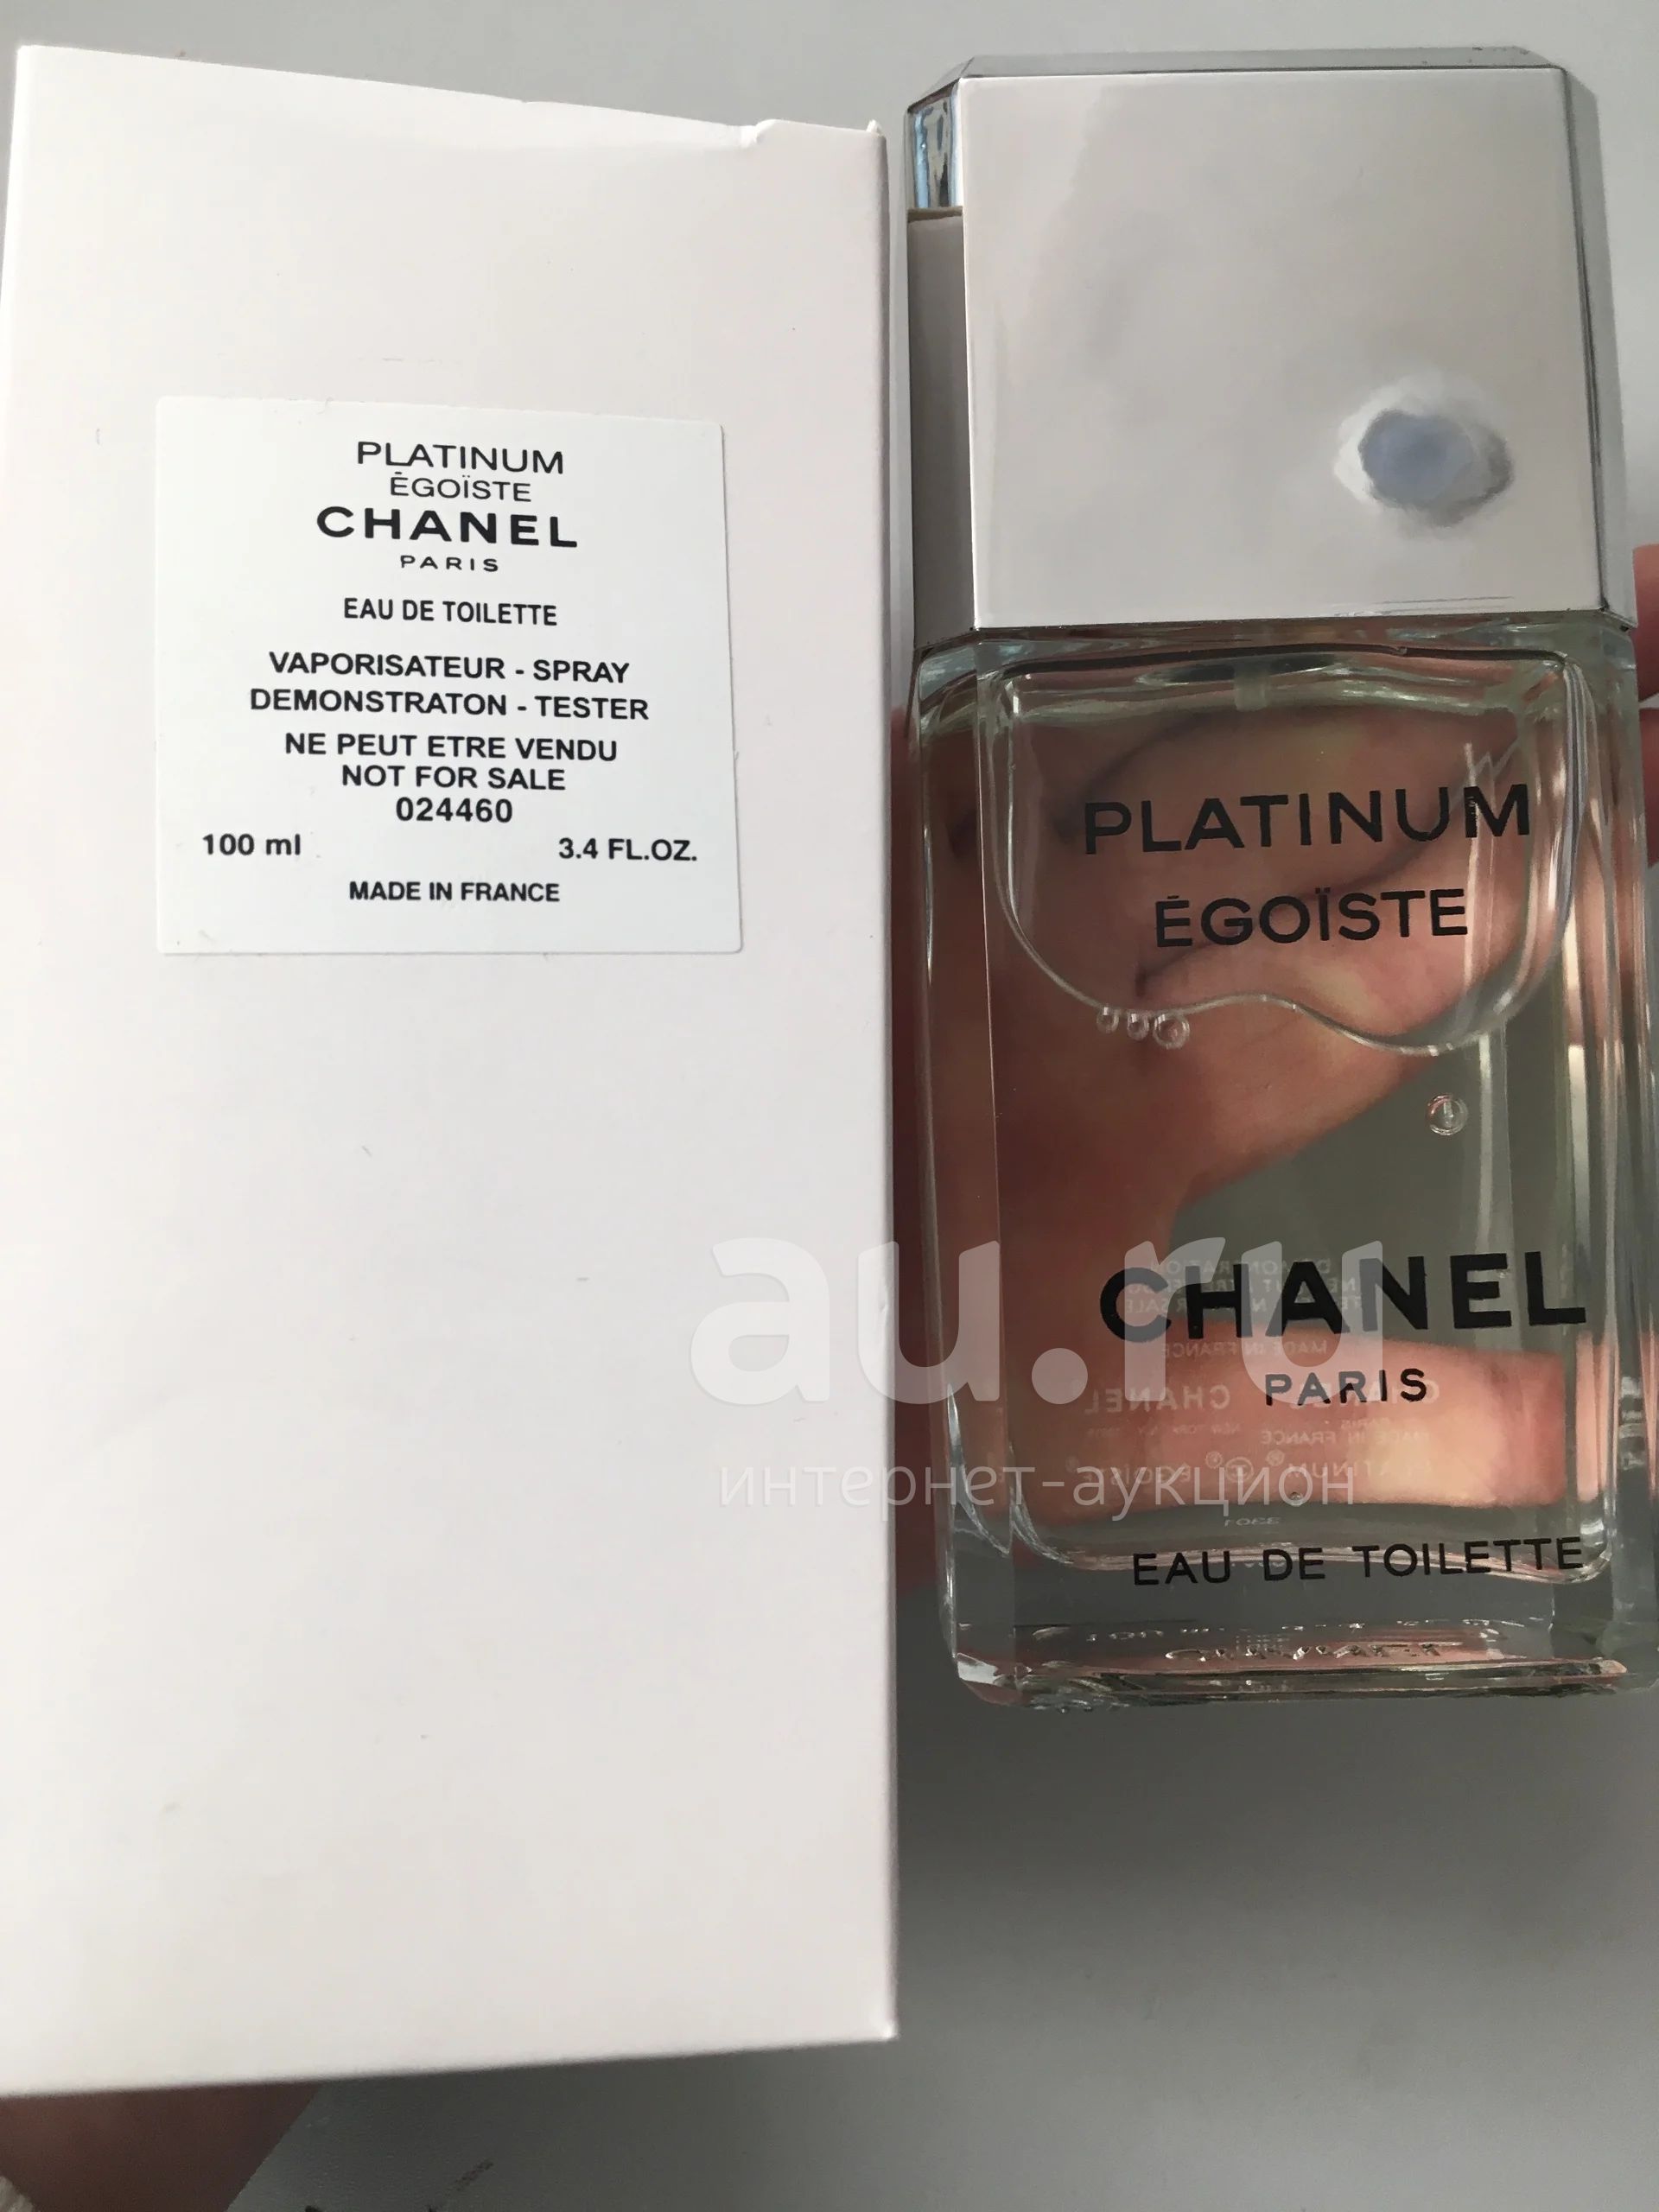 PLATINUM
ÉGOÏSTE
CHANEL
PARIS
EAU DE TOILETTE
VAPORISATEUR - SPRAY
DEMONSTRATON - TESTER
NE PEUT ETRE VENDU
NOT FOR SALE
024460
100 ml 3.4 FL.OZ.
MADE IN FRANCE
PLATINUM
ÉGOÏSTE
CHANEL
PARIS
EAU DE TOILETTE
au.ru
интернет-аукцион